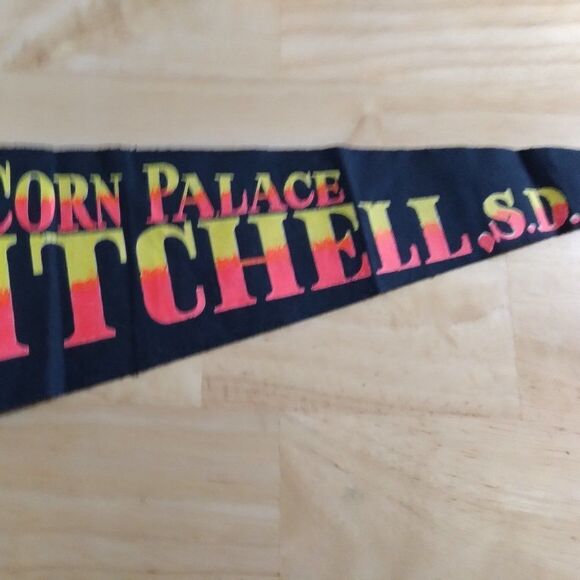 CORN PALACE
ITCHELL, S.D.